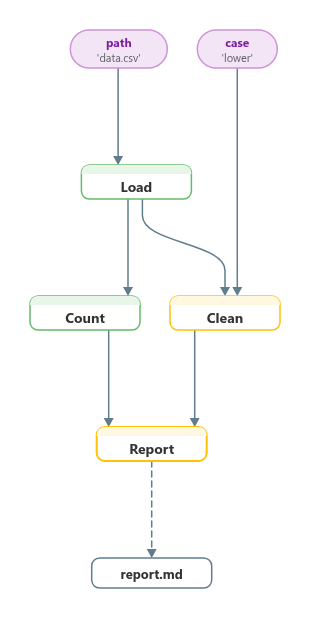 path
'data.csv'
case
'lower'
Load
Count
Clean
Report
report.md